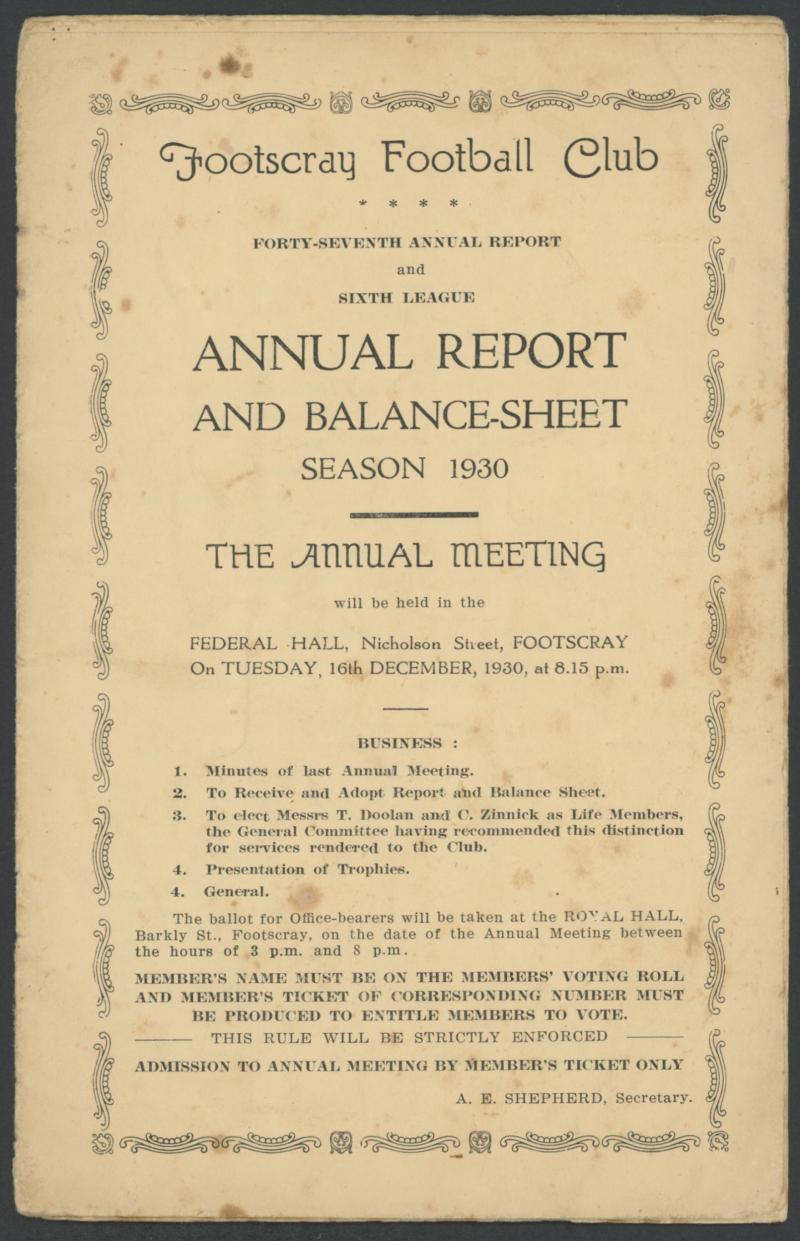 Footscray Football Club
* * * *
FORTY-SEVENTH ANNUAL REPORT
and
SIXTH LEAGUE
ANNUAL REPORT
AND BALANCE-SHEET
SEASON 1930
THE ANNUAL MEETING
will be held in the
FEDERAL HALL, Nicholson Street, FOOTSCRAY
On TUESDAY, 16th DECEMBER, 1930, at 8.15 p.m.
BUSINESS :
1. Minutes of last Annual Meeting.
2. To Receive and Adopt Report and Balance Sheet.
3. To elect Messrs T. Doolan and C. Zinnick as Life Members,
the General Committee having recommended this distinction
for services rendered to the Club.
4. Presentation of Trophies.
4. General.
The ballot for Office-bearers will be taken at the ROYAL HALL,
Barkly St., Footscray, on the date of the Annual Meeting between
the hours of 3 p.m. and 8 p.m.
MEMBER'S NAME MUST BE ON THE MEMBERS' VOTING ROLL
AND MEMBER'S TICKET OF CORRESPONDING NUMBER MUST
BE PRODUCED TO ENTITLE MEMBERS TO VOTE.
THIS RULE WILL BE STRICTLY ENFORCED
ADMISSION TO ANNUAL MEETING BY MEMBER'S TICKET ONLY
A. E. SHEPHERD, Secretary.